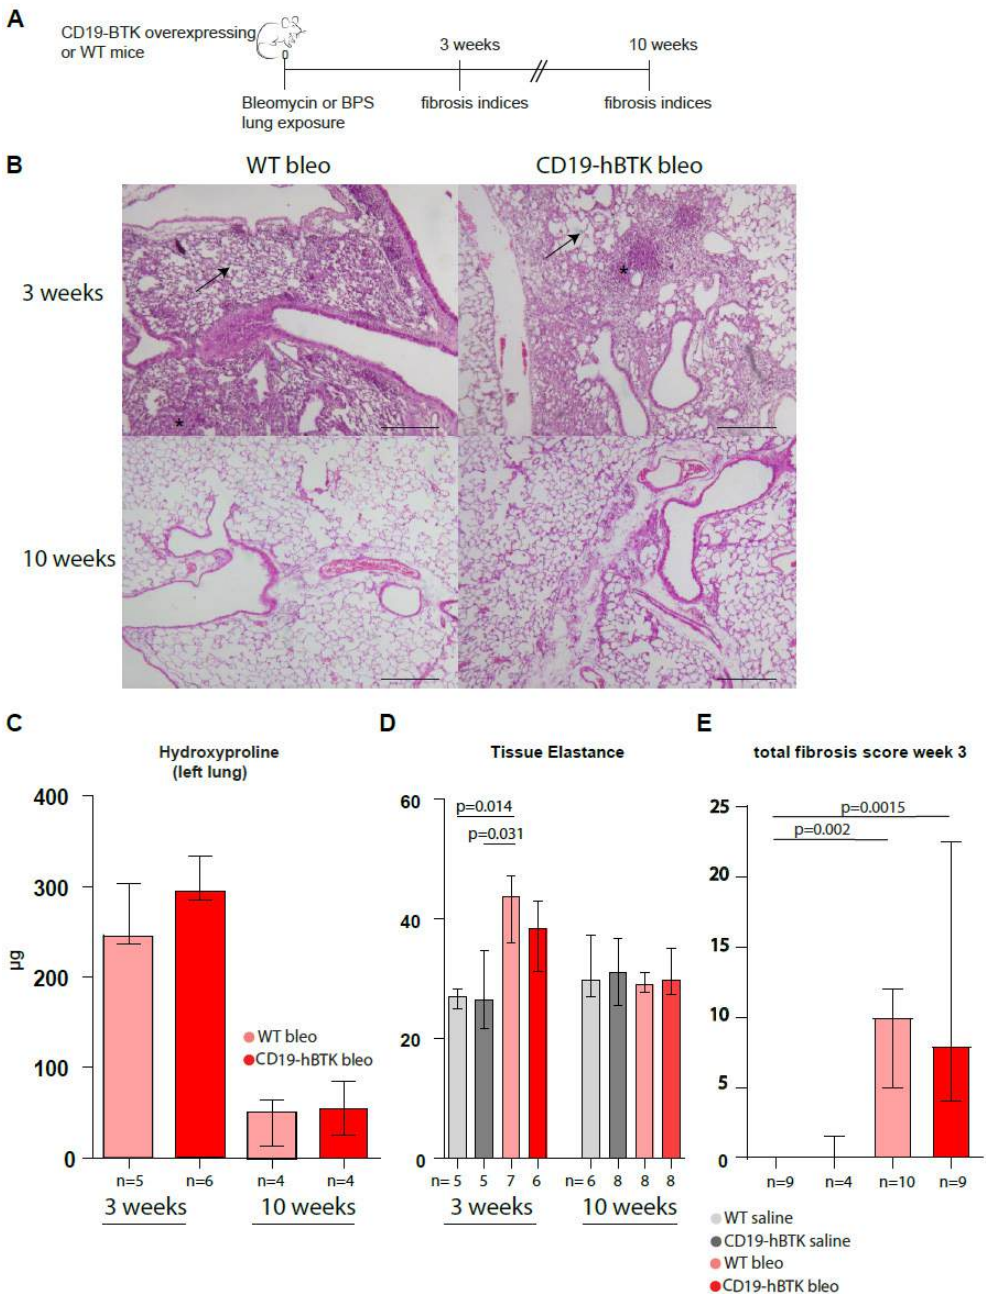 A
CD19-BTK overexpressing
or WT mice
0
3 weeks
10 weeks
Bleomycin or BPS
lung exposure
fibrosis indices
fibrosis indices
B
WT bleo
CD19-hBTK bleo
3 weeks
*
*
10 weeks
C
Hydroxyproline
(left lung)
400
300
200
100
0
µg
WT bleo
CD19-hBTK bleo
n=5
n=6
n=4
n=4
3 weeks
10 weeks
D
Tissue Elastance
60
40
20
0
p=0.014
p=0.031
n= 5
5
7
6
n= 6
8
8
8
3 weeks
10 weeks
E
total fibrosis score week 3
25
20
15
10
5
0
p=0.0015
p=0.002
n=9
n=4
n=10
n=9
WT saline
CD19-hBTK saline
WT bleo
CD19-hBTK bleo